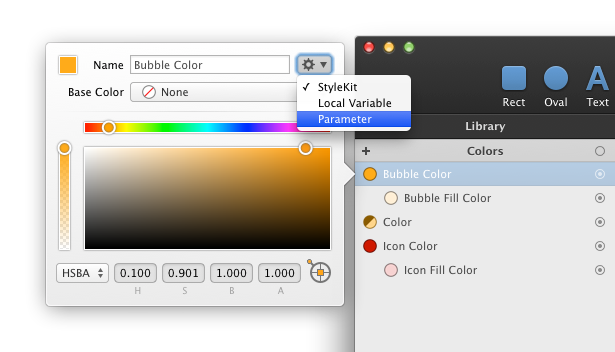 Name Bubble Color
Base Color None
✓ StyleKit
Local Variable
Parameter
HSBA 0.100 0.901 1.000 1.000
H S B A
Rect Oval Text
Library
+ Colors
Bubble Color
Bubble Fill Color
Color
Icon Color
Icon Fill Color